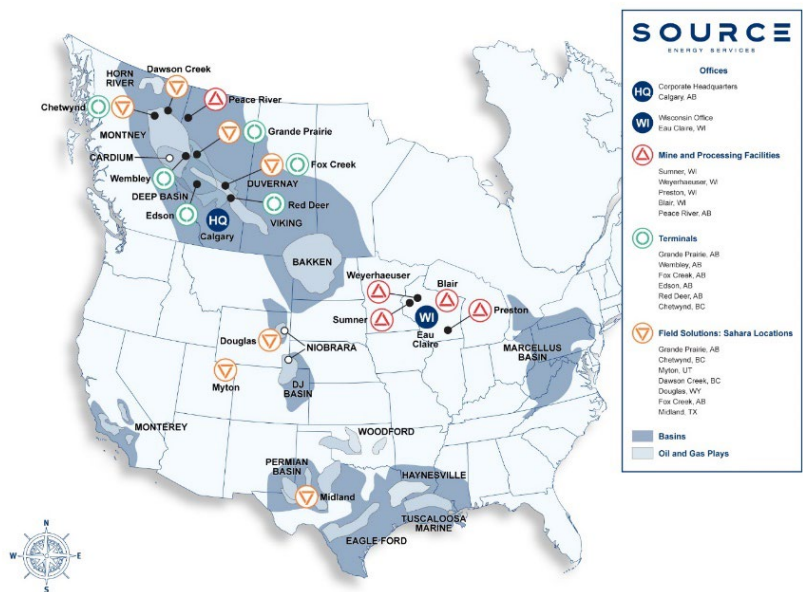 SOURCE
ENERGY SERVICES
Offices
HQ
Corporate Headquarters
Calgary, AB
WI
Wisconsin Office
Eau Claire, WI
Mine and Processing Facilities
Sumner, WI
Weyerhaeuser, WI
Preston, WI
Blair, WI
Peace River, AB
Terminals
Grande Prairie, AB
Wembley, AB
Fox Creek, AB
Edson, AB
Red Deer, AB
Chetwynd, BC
Field Solutions: Sahara Locations
Grande Prairie, AB
Chetwynd, BC
Myton, UT
Dawson Creek, BC
Douglas, WY
Fox Creek, AB
Midland, TX
Basins
Oil and Gas Plays
Dawson Creek
HORN
RIVER
Peace River
Chetwynd
MONTNEY
Grande Prairie
CARDIUM
Fox Creek
Wembley
DUVERNAY
DEEP BASIN
Red Deer
Edson
HQ
VIKING
Calgary
BAKKEN
Weyerhaeuser
Blair
Preston
Sumner
WI
Eau
Claire
Douglas
NIOBRARA
MARCELLUS
BASIN
Myton
DJ
BASIN
MONTEREY
WOODFORD
PERMIAN
BASIN
HAYNESVILLE
Midland
TUSCALOOSA
MARINE
EAGLE FORD
N
W
E
S